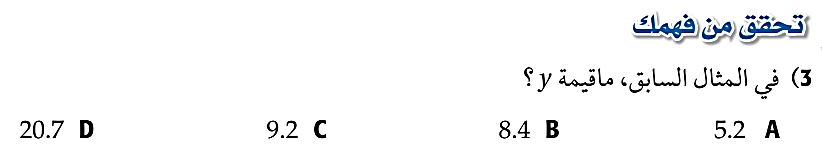 تحقق من فهمك
3) في المثال السابق، ماقيمة y؟
A 5.2 B 8.4 C 9.2 D 20.7